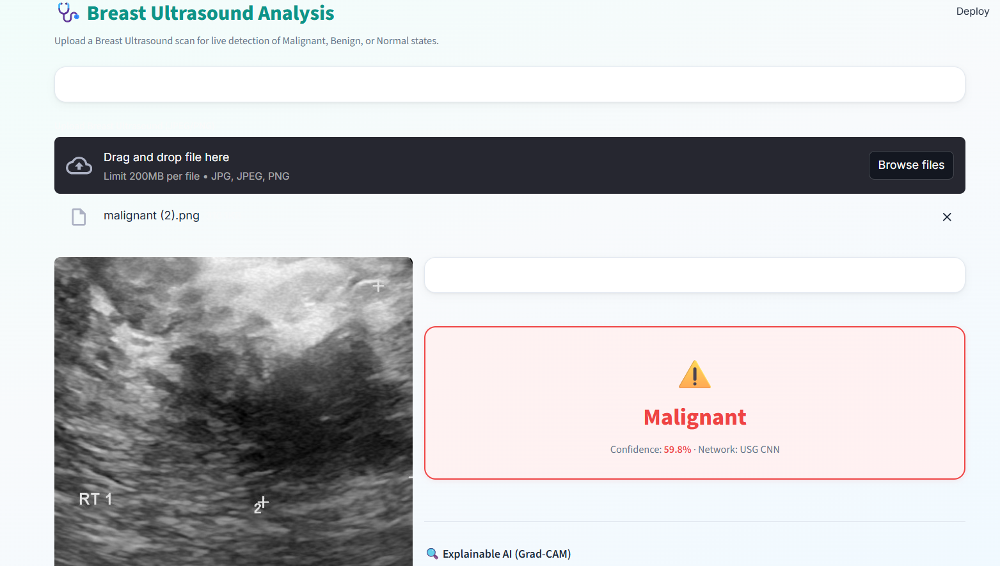 Deploy
Breast Ultrasound Analysis
Upload a Breast Ultrasound scan for live detection of Malignant, Benign, or Normal states.
Drag and drop file here
Limit 200MB per file • JPG, JPEG, PNG
Browse files
malignant (2).png
RT 1
2
Malignant
Confidence: 59.8% · Network: USG CNN
Explainable AI (Grad-CAM)